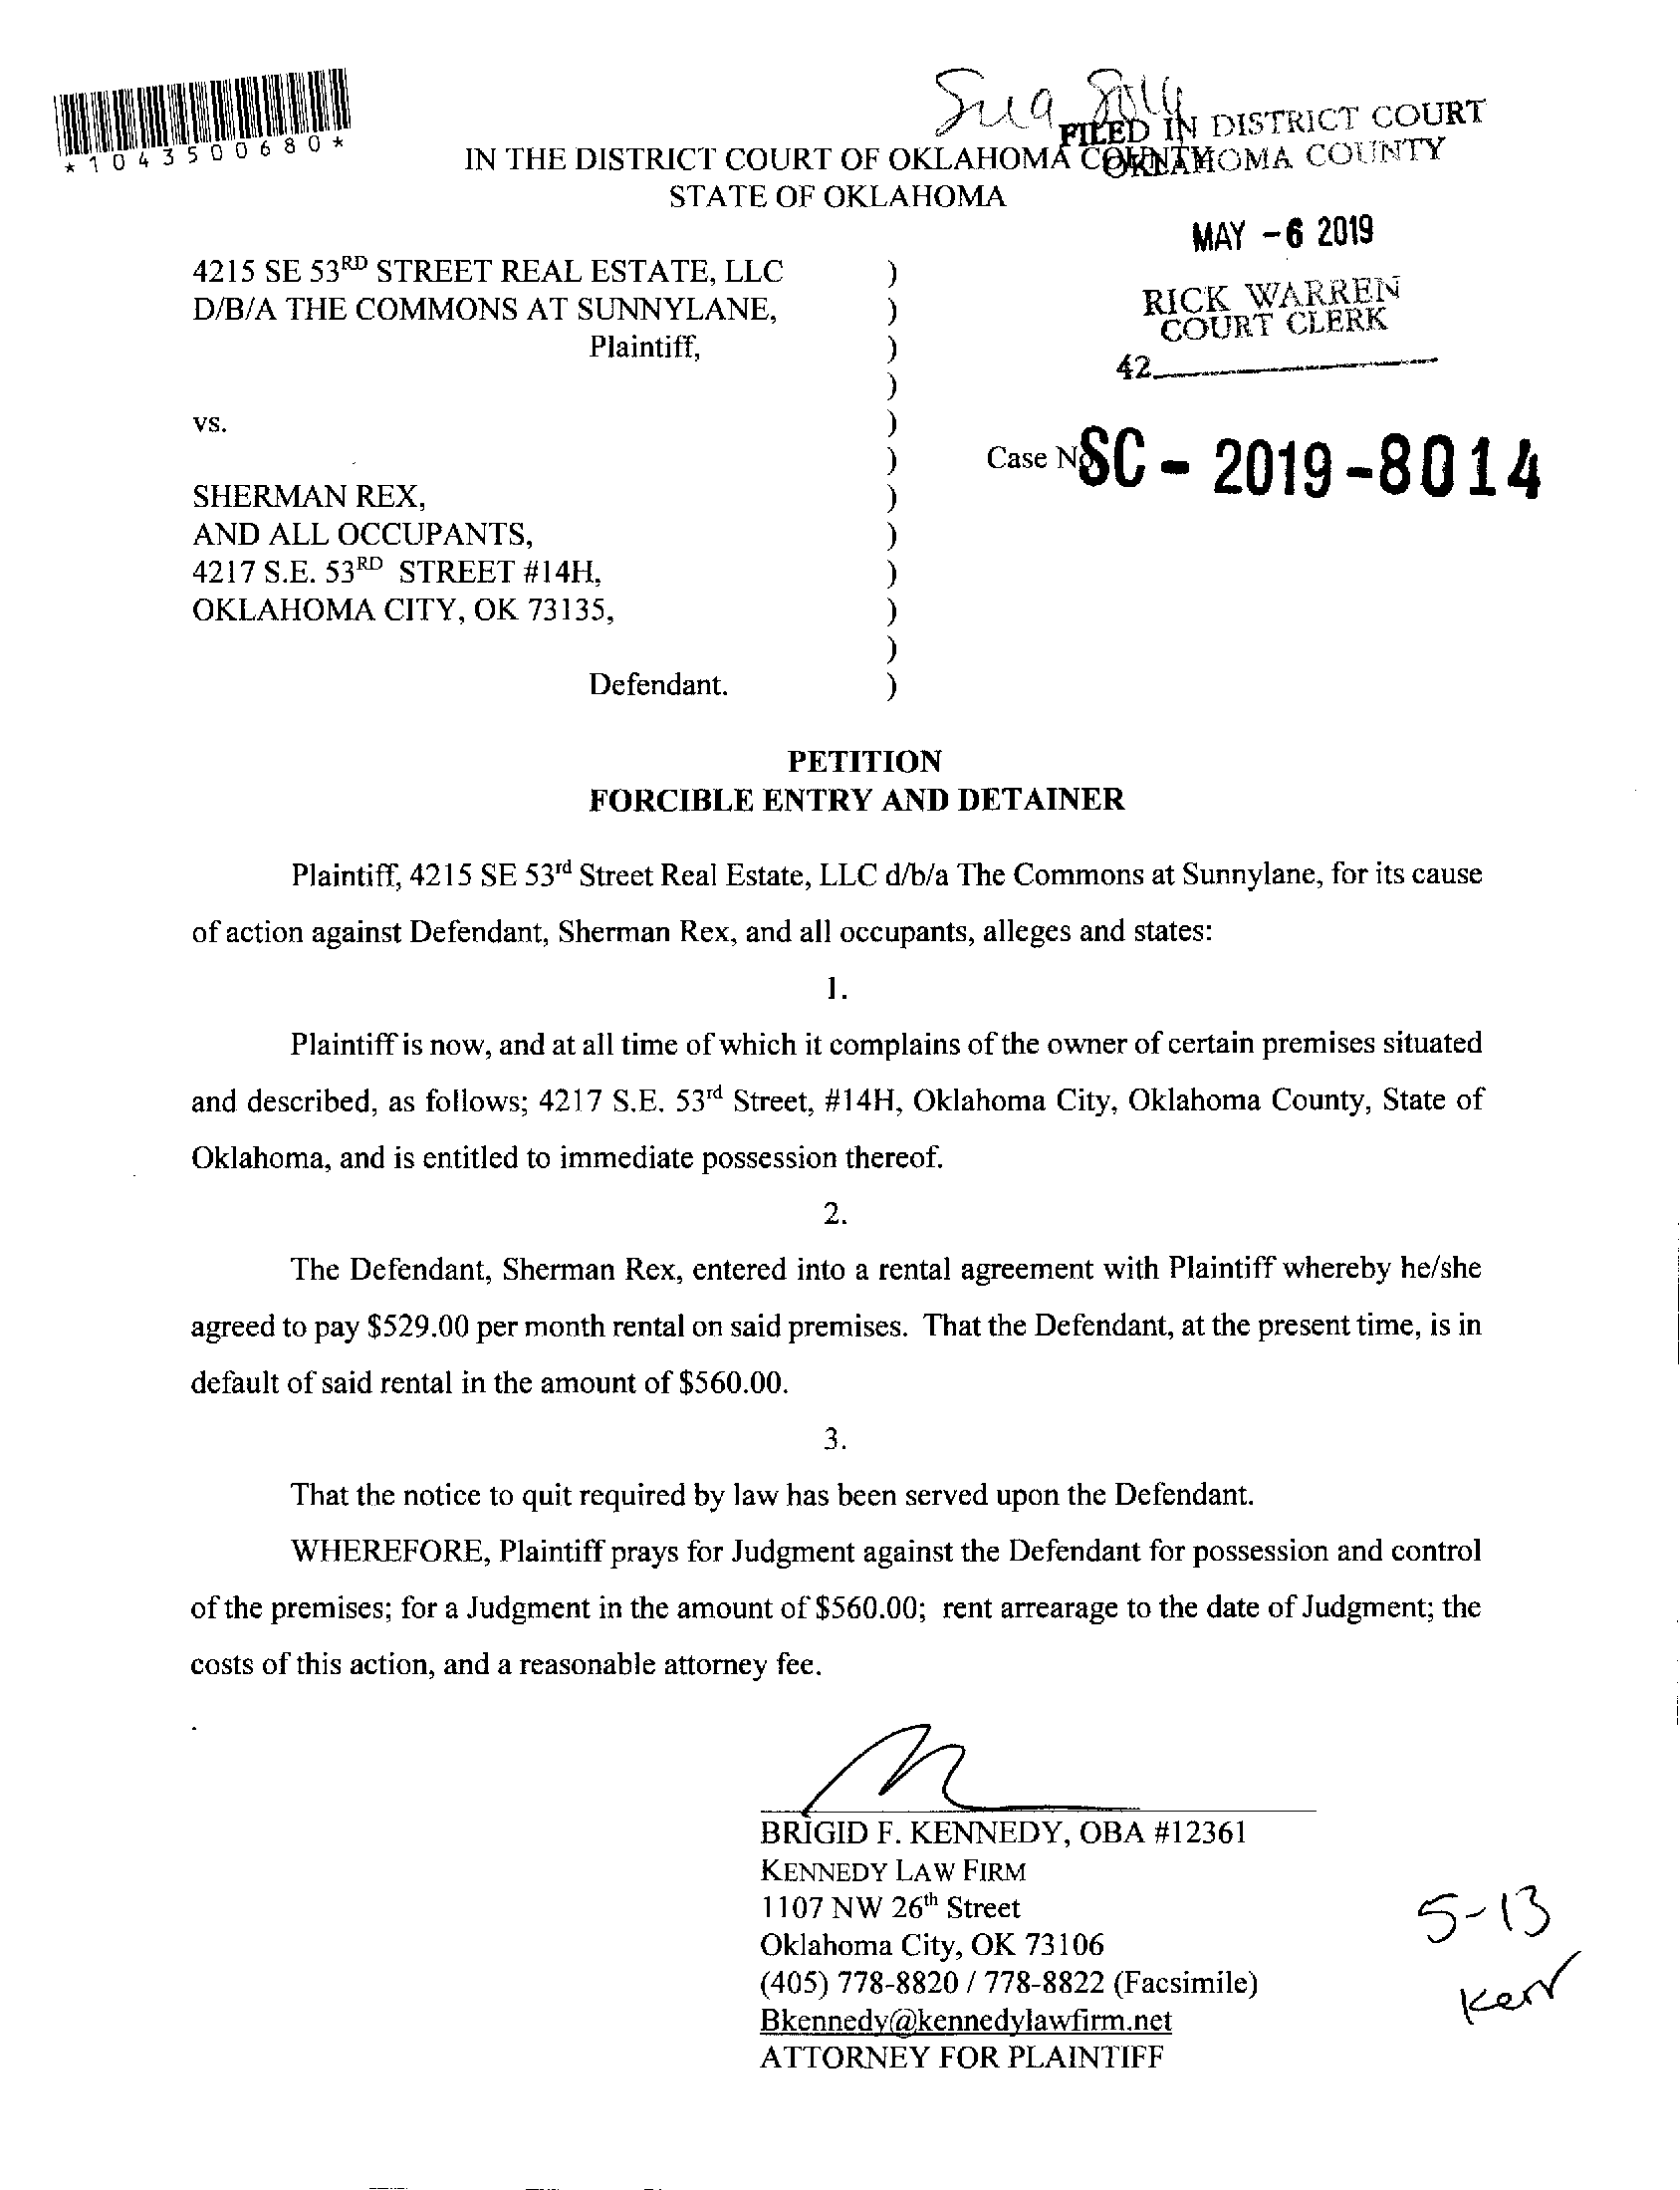 *1043500680*
FILED IN DISTRICT COURT
OKLAHOMA COUNTY
IN THE DISTRICT COURT OF OKLAHOMA COUNTY
STATE OF OKLAHOMA
MAY -6 2019
RICK WARREN
COURT CLERK
42
4215 SE 53RD STREET REAL ESTATE, LLC )
D/B/A THE COMMONS AT SUNNYLANE, )
Plaintiff, )
)
vs. )
) Case No. SC - 2019 - 8014
SHERMAN REX, )
AND ALL OCCUPANTS, )
4217 S.E. 53RD STREET #14H, )
OKLAHOMA CITY, OK 73135, )
)
Defendant. )
PETITION
FORCIBLE ENTRY AND DETAINER
Plaintiff, 4215 SE 53rd Street Real Estate, LLC d/b/a The Commons at Sunnylane, for its cause
of action against Defendant, Sherman Rex, and all occupants, alleges and states:
1.
Plaintiff is now, and at all time of which it complains of the owner of certain premises situated
and described, as follows; 4217 S.E. 53rd Street, #14H, Oklahoma City, Oklahoma County, State of
Oklahoma, and is entitled to immediate possession thereof.
2.
The Defendant, Sherman Rex, entered into a rental agreement with Plaintiff whereby he/she
agreed to pay $529.00 per month rental on said premises. That the Defendant, at the present time, is in
default of said rental in the amount of $560.00.
3.
That the notice to quit required by law has been served upon the Defendant.
WHEREFORE, Plaintiff prays for Judgment against the Defendant for possession and control
of the premises; for a Judgment in the amount of $560.00; rent arrearage to the date of Judgment; the
costs of this action, and a reasonable attorney fee.
BRIGID F. KENNEDY, OBA #12361
KENNEDY LAW FIRM
1107 NW 26th Street
Oklahoma City, OK 73106
(405) 778-8820 / 778-8822 (Facsimile)
Bkennedy@kennedylawfirm.net
ATTORNEY FOR PLAINTIFF
5-13
Kerr